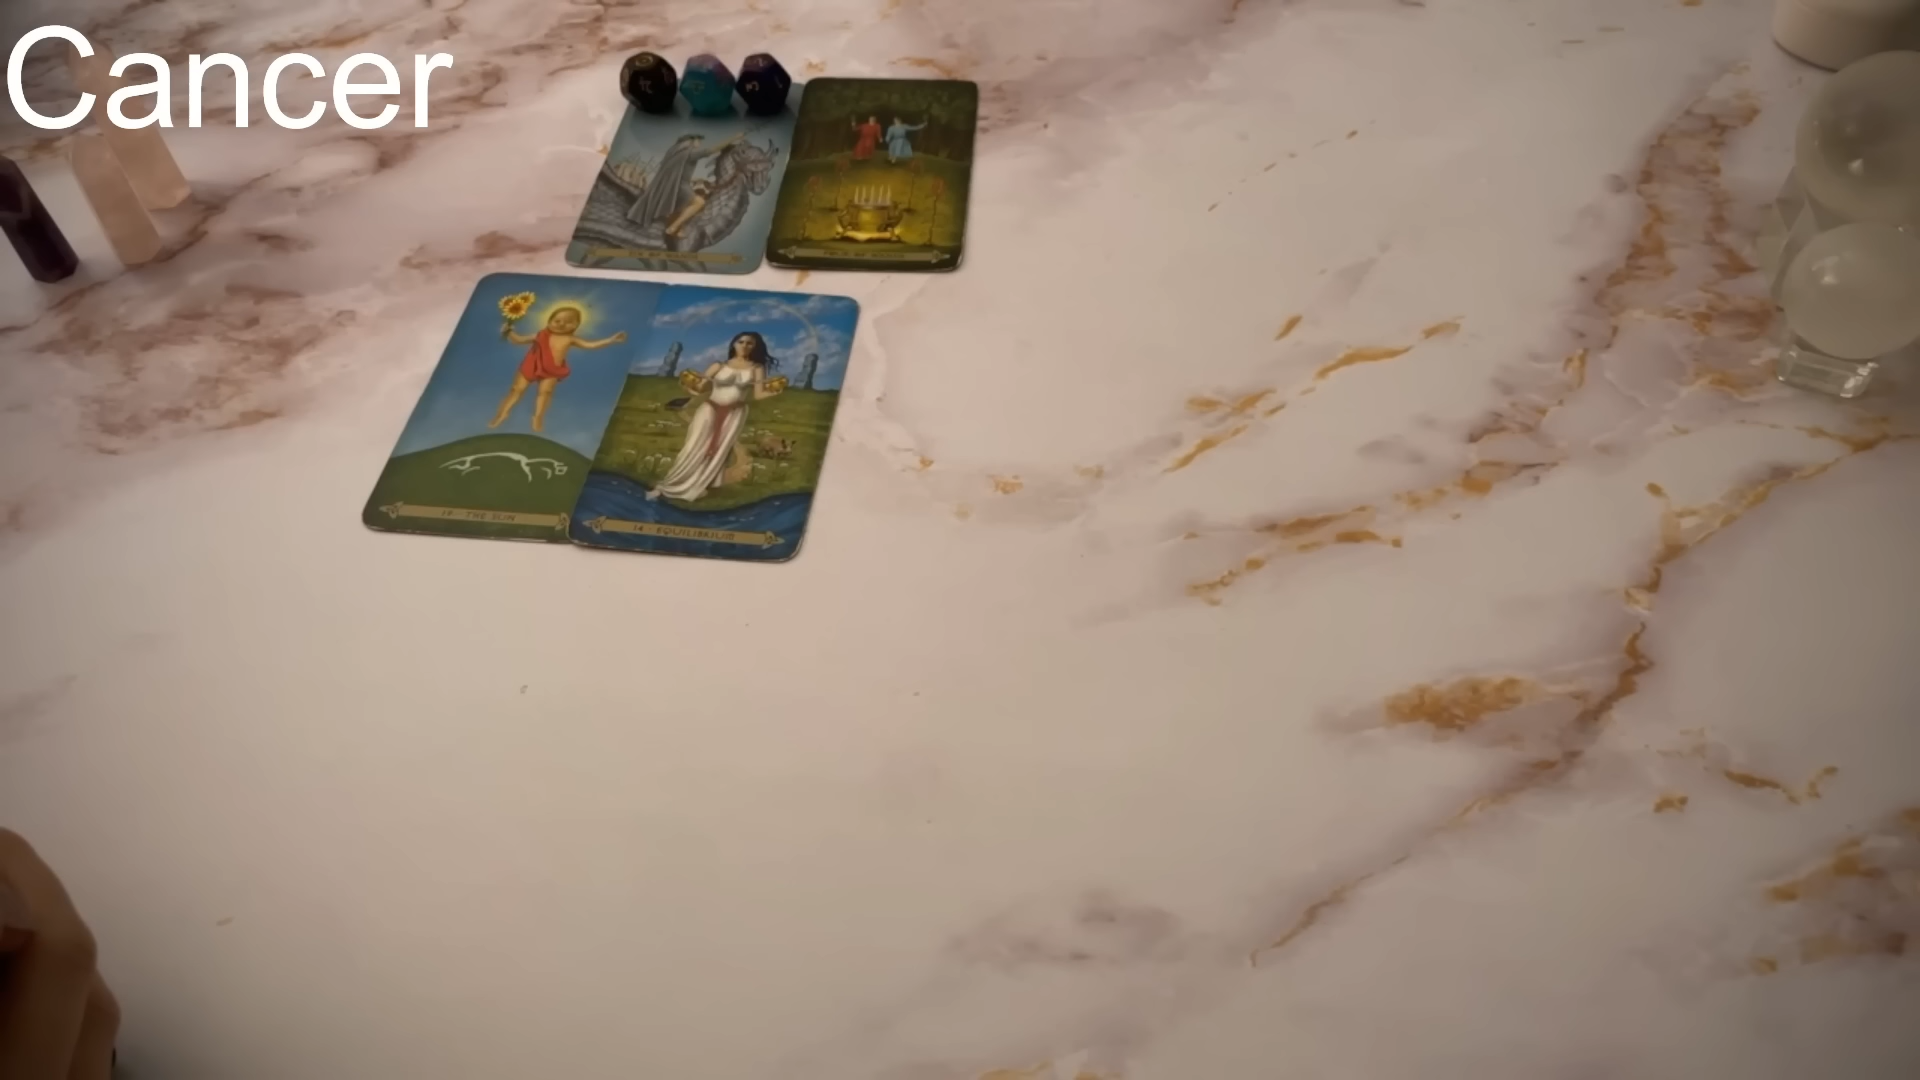 Cancer
19 - THE SUN
14 - EQUILIBRIUM